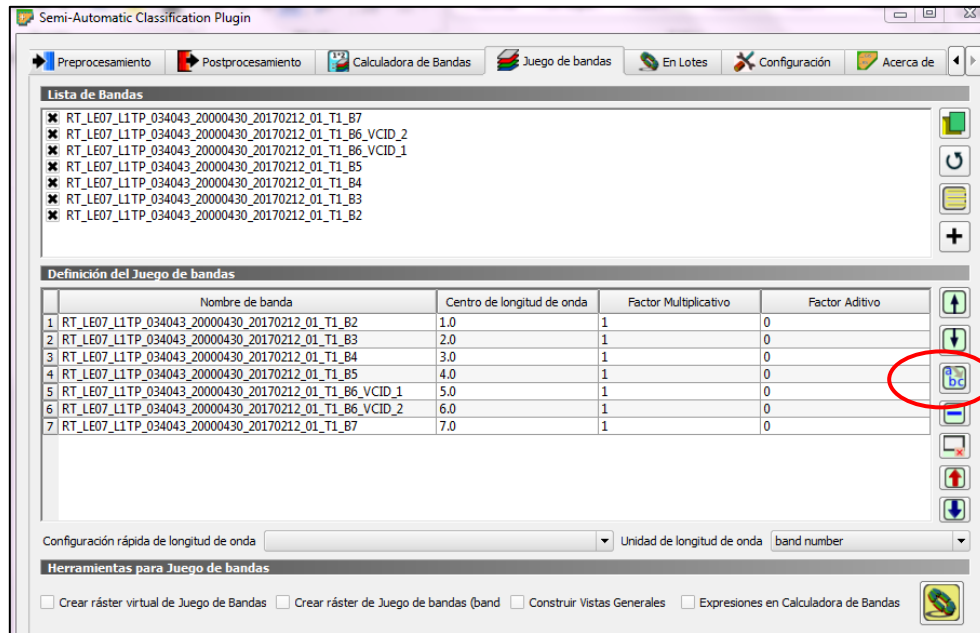 Semi-Automatic Classification Plugin
Preprocesamiento Postprocesamiento Calculadora de Bandas Juego de bandas En Lotes Configuración Acerca de
Lista de Bandas
RT_LE07_L1TP_034043_20000430_20170212_01_T1_B7
RT_LE07_L1TP_034043_20000430_20170212_01_T1_B6_VCID_2
RT_LE07_L1TP_034043_20000430_20170212_01_T1_B6_VCID_1
RT_LE07_L1TP_034043_20000430_20170212_01_T1_B5
RT_LE07_L1TP_034043_20000430_20170212_01_T1_B4
RT_LE07_L1TP_034043_20000430_20170212_01_T1_B3
RT_LE07_L1TP_034043_20000430_20170212_01_T1_B2
Definición del Juego de bandas
Nombre de banda Centro de longitud de onda Factor Multiplicativo Factor Aditivo
1 RT_LE07_L1TP_034043_20000430_20170212_01_T1_B2 1.0 1 0
2 RT_LE07_L1TP_034043_20000430_20170212_01_T1_B3 2.0 1 0
3 RT_LE07_L1TP_034043_20000430_20170212_01_T1_B4 3.0 1 0
4 RT_LE07_L1TP_034043_20000430_20170212_01_T1_B5 4.0 1 0
5 RT_LE07_L1TP_034043_20000430_20170212_01_T1_B6_VCID_1 5.0 1 0
6 RT_LE07_L1TP_034043_20000430_20170212_01_T1_B6_VCID_2 6.0 1 0
7 RT_LE07_L1TP_034043_20000430_20170212_01_T1_B7 7.0 1 0
a bc
Configuración rápida de longitud de onda Unidad de longitud de onda band number
Herramientas para Juego de bandas
Crear ráster virtual de Juego de Bandas Crear ráster de Juego de bandas (band Construir Vistas Generales Expresiones en Calculadora de Bandas